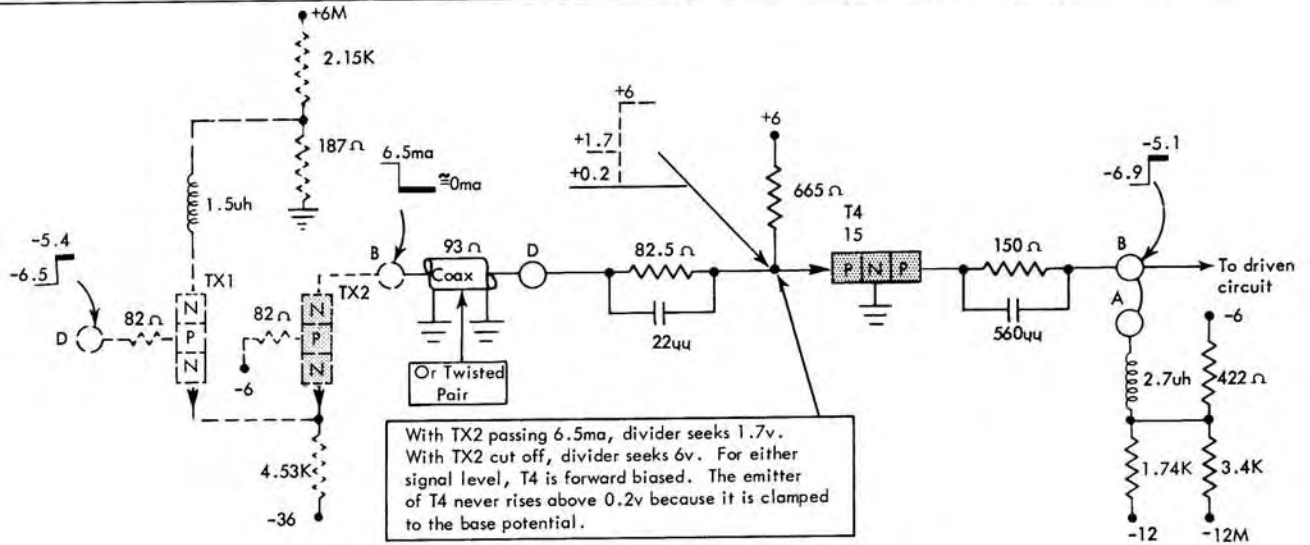 +6M
2.15K
187Ω
1.5uh
-5.4
-6.5
D
82Ω
TX1
N
P
N
82Ω
-6
TX2
N
P
N
4.53K
-36
6.5ma
≅0ma
B
93Ω
Coax
Or Twisted
Pair
D
82.5Ω
22μμ
+6
+1.7
+0.2
+6
665Ω
T4
15
P N P
150Ω
560μμ
-5.1
-6.9
B
A
To driven
circuit
-6
2.7uh
422Ω
1.74K
3.4K
-12
-12M
With TX2 passing 6.5ma, divider seeks 1.7v.
With TX2 cut off, divider seeks 6v. For either
signal level, T4 is forward biased. The emitter
of T4 never rises above 0.2v because it is clamped
to the base potential.